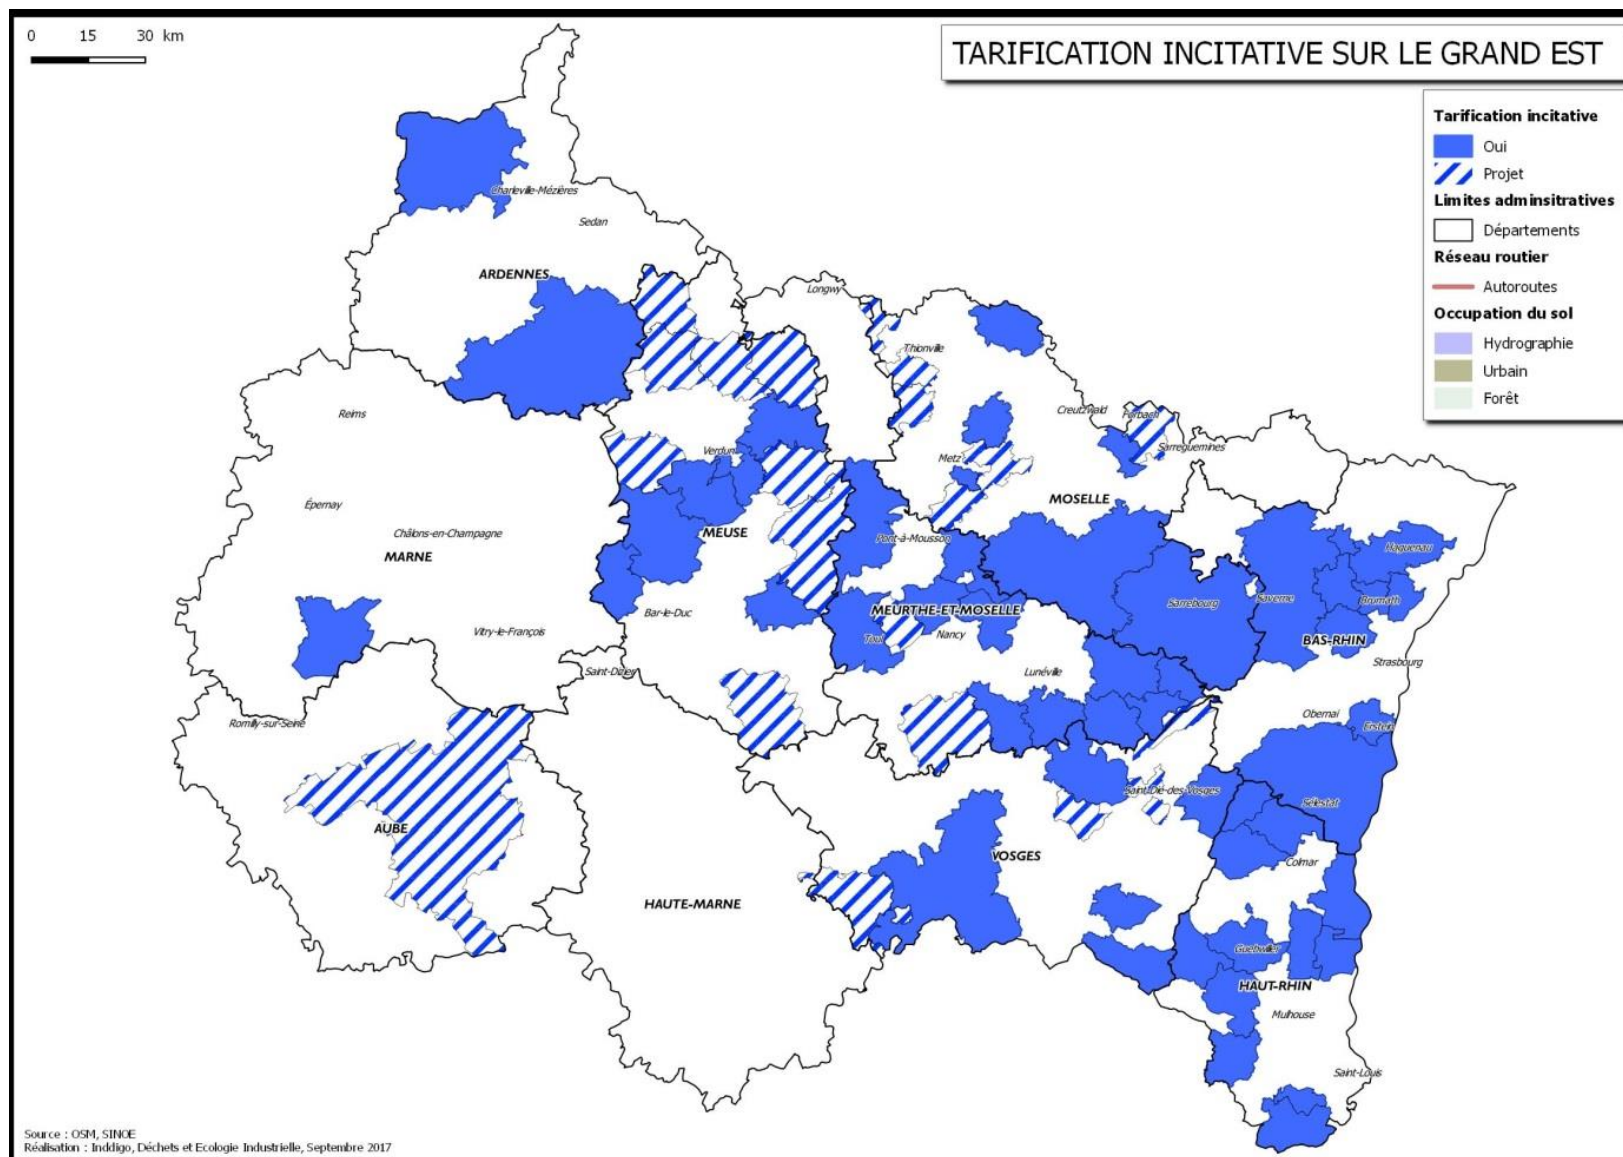 0 15 30 km
TARIFICATION INCITATIVE SUR LE GRAND EST
Tarification incitative
Oui
Projet
Limites adminsitratives
Départements
Réseau routier
Autoroutes
Occupation du sol
Hydrographie
Urbain
Forêt
Charleville-Mézières
Sedan
ARDENNES
Longwy
Thionville
Reims
Creutzwald
Forbach
Sarreguemines
Verdun
Metz
Épernay
MOSELLE
Châlons-en-Champagne
MEUSE
Pont-à-Mousson
Haguenau
MARNE
Bar-le-Duc
MEURTHE-ET-MOSELLE
Sarrebourg
Saverne
Brumath
Vitry-le-François
Toul
Nancy
BAS-RHIN
Strasbourg
Saint-Dizier
Lunéville
Romilly-sur-Seine
Obernai
Erstein
Saint-Dié-des-Vosges
Sélestat
AUBE
VOSGES
Colmar
HAUTE-MARNE
Guebwiller
HAUT-RHIN
Mulhouse
Saint-Louis
Source : OSM, SINOE
Réalisation : Inddigo, Déchets et Ecologie Industrielle, Septembre 2017